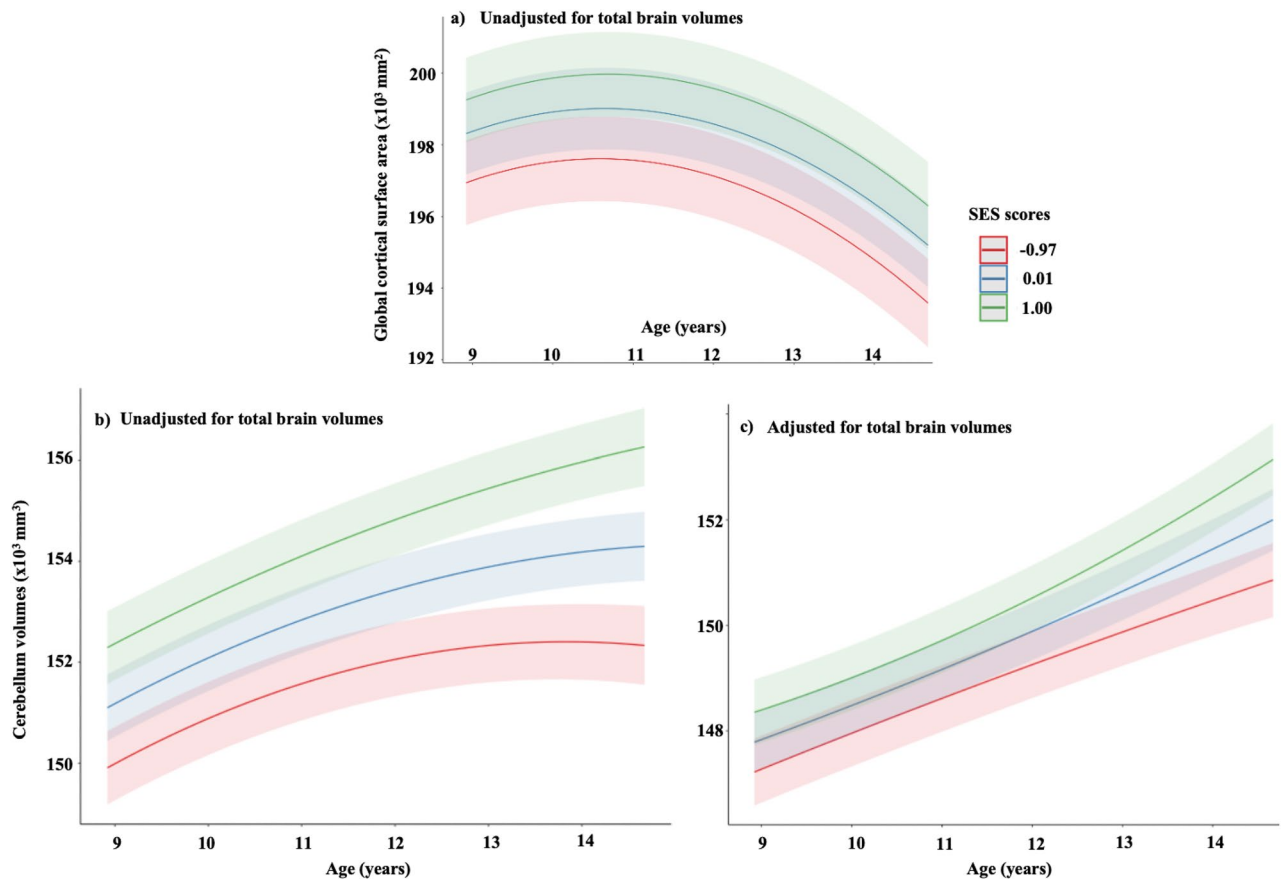 a) Unadjusted for total brain volumes
Global cortical surface area (x10³ mm²)
200
198
196
194
192
Age (years)
9 10 11 12 13 14
SES scores
-0.97
0.01
1.00
b) Unadjusted for total brain volumes
Cerebellum volumes (x10³ mm³)
156
154
152
150
9 10 11 12 13 14
Age (years)
c) Adjusted for total brain volumes
152
150
148
9 10 11 12 13 14
Age (years)